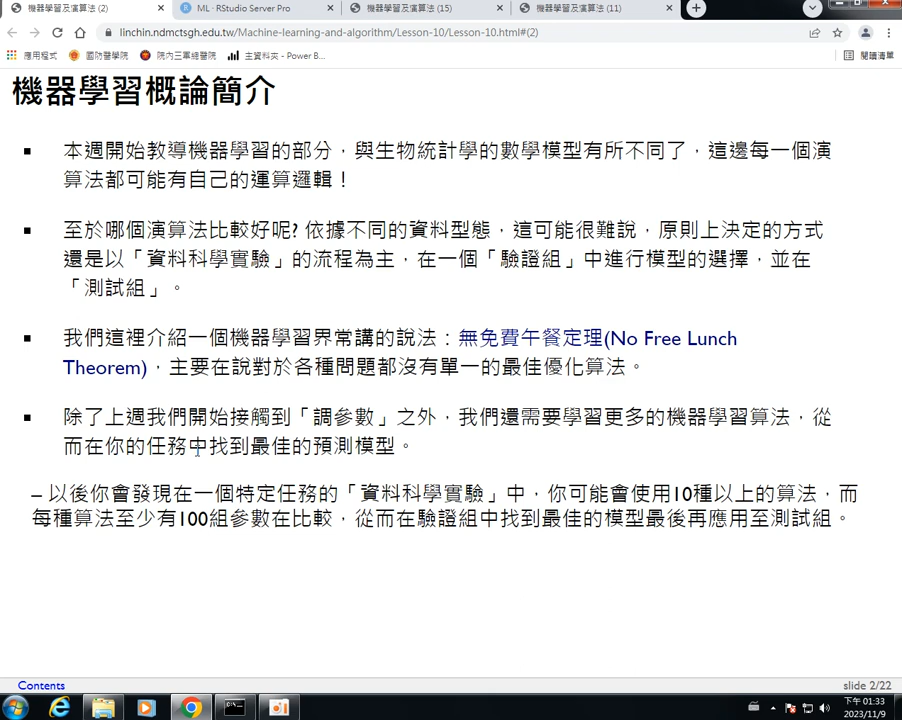 機器學習及演算法 (2)
ML - RStudio Server Pro
機器學習及演算法 (15)
機器學習及演算法 (11)
linchin.ndmctsgh.edu.tw/Machine-learning-and-algorithm/Lesson-10/Lesson-10.html#(2)
應用程式
國防醫學院
院內三軍總醫院
主資料夾 - Power B...
閱讀清單
機器學習概論簡介
本週開始教導機器學習的部分，與生物統計學的數學模型有所不同了，這邊每一個演
算法都可能有自己的運算邏輯！
至於哪個演算法比較好呢? 依據不同的資料型態，這可能很難說，原則上決定的方式
還是以「資料科學實驗」的流程為主，在一個「驗證組」中進行模型的選擇，並在
「測試組」。
我們這裡介紹一個機器學習界常講的說法：無免費午餐定理(No Free Lunch
Theorem)，主要在說對於各種問題都沒有單一的最佳優化算法。
除了上週我們開始接觸到「調參數」之外，我們還需要學習更多的機器學習算法，從
而在你的任務中找到最佳的預測模型。
– 以後你會發現在一個特定任務的「資料科學實驗」中，你可能會使用10種以上的算法，而
每種算法至少有100組參數在比較，從而在驗證組中找到最佳的模型最後再應用至測試組。
Contents
slide 2/22
下午 01:33
2023/11/9